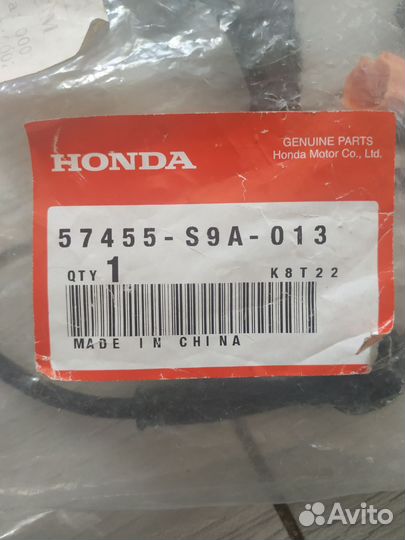 GENUINE PARTS
HONDA
Honda Motor Co., Ltd.
57455-S9A-013
QTY 1 K8T22
MADE IN CHINA
Avito